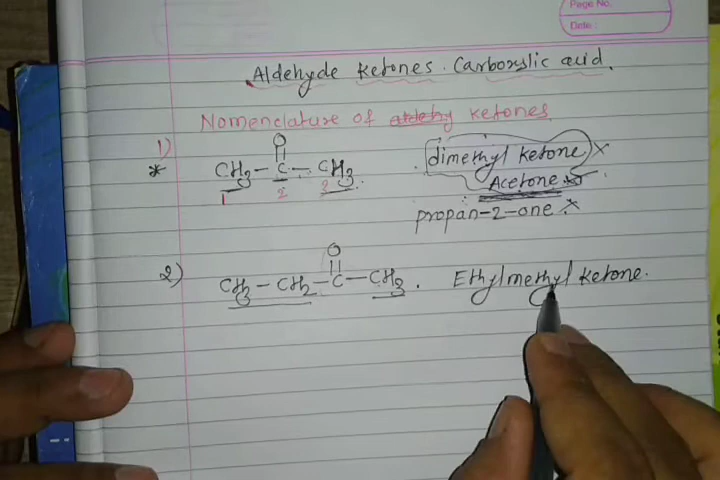 Page No.
Date:
Aldehyde ketones. Carboxylic acid.
Nomenclature of ketones
1) O
* CH3 – C – CH3 dimethyl ketone ×
1 2 3 Acetone
propan-2-one ×
2) O
CH3 – CH2 – C – CH3. Ethylmethyl ketone.